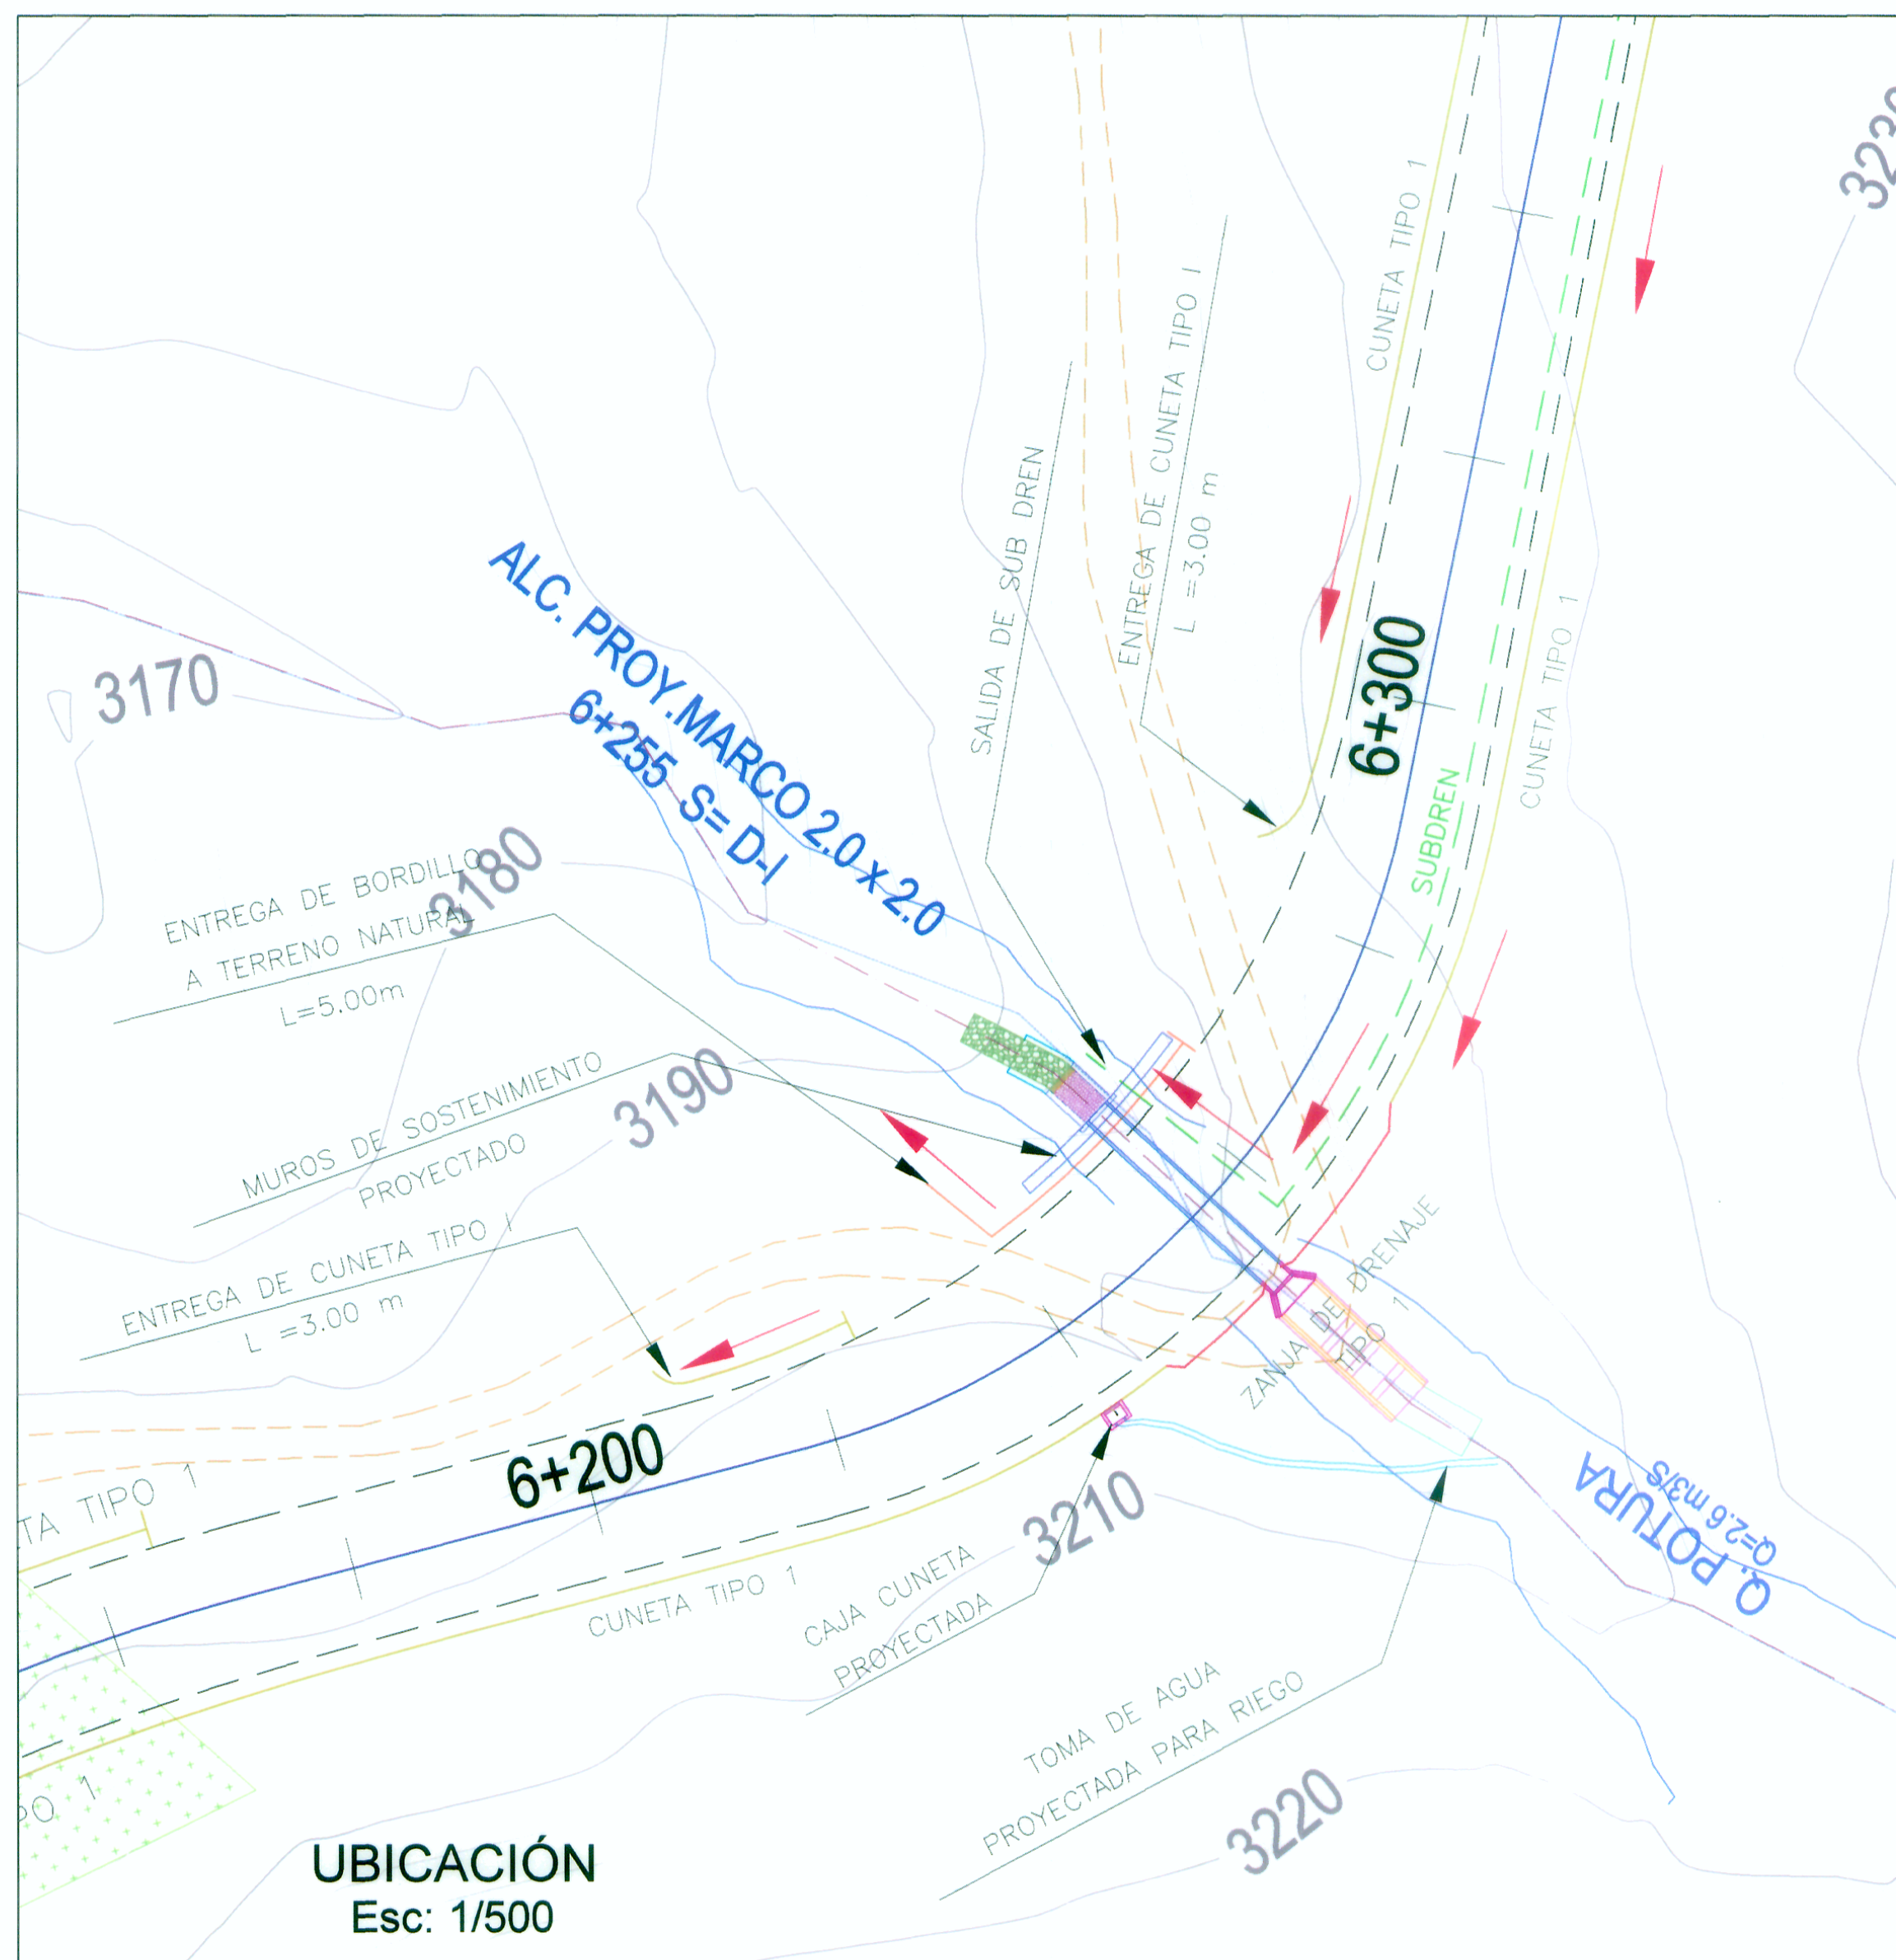 CUNETA TIPO 1
ENTREGA DE CUNETA TIPO I
L =3.00 m
SALIDA DE SUB DREN
ALC. PROY.MARCO 2.0 x 2.0
6+255 S= D-I
6+300
CUNETA TIPO 1
SUBDREN
3170
3180
ENTREGA DE BORDILLO
A TERRENO NATURAL
L=5.00m
3190
MUROS DE SOSTENIMIENTO
PROYECTADO
ENTREGA DE CUNETA TIPO I
L =3.00 m
ZANJA DE DRENAJE
TIPO 1
6+200
TA TIPO 1
3210
Q.POTURA
Q=2.6 m3/S
CUNETA TIPO 1
CAJA CUNETA
PROYECTADA
TOMA DE AGUA
PROYECTADA PARA RIEGO
PO 1
3220
UBICACIÓN
Esc: 1/500